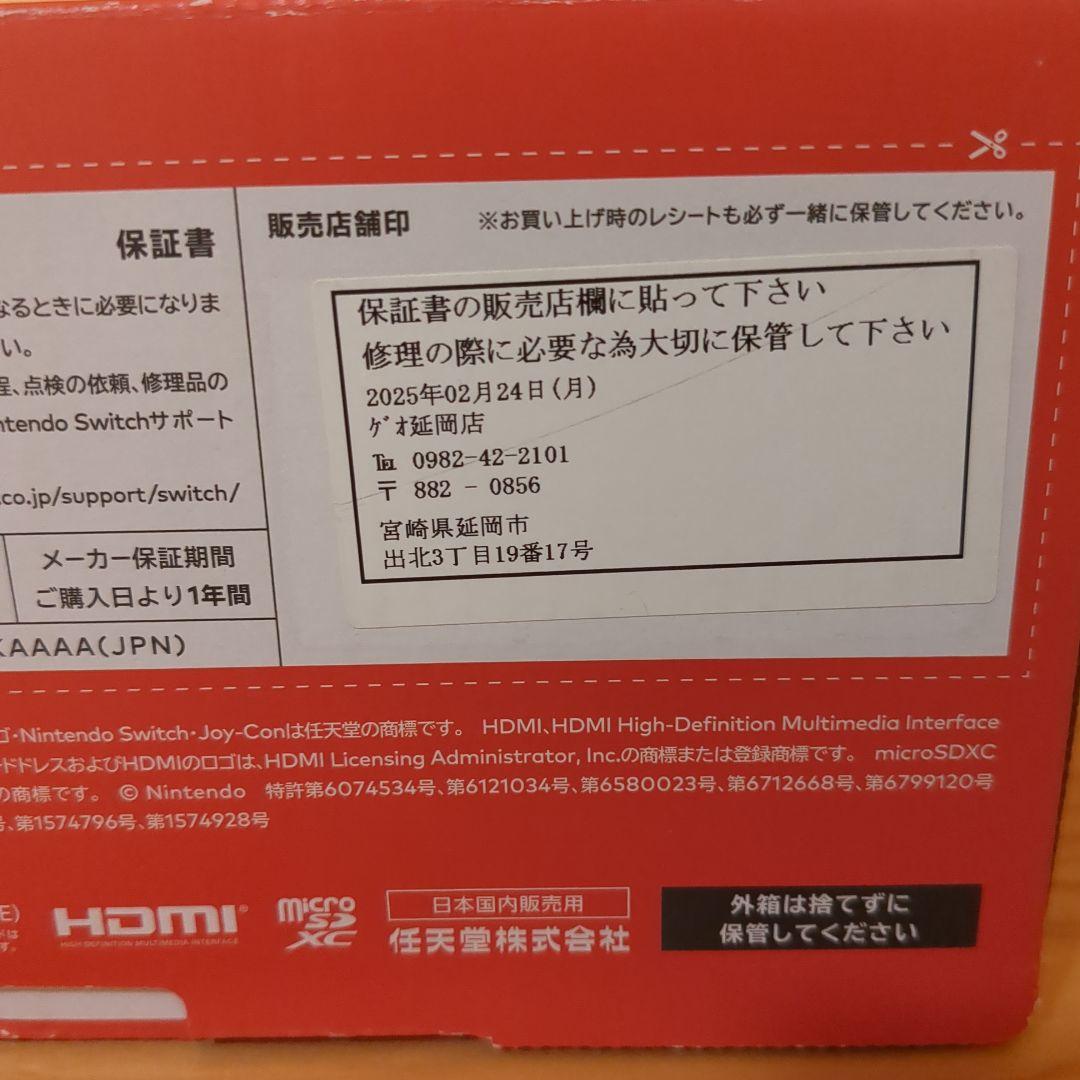 保証書
なるときに必要になりま
い。
程、点検の依頼、修理品の
ntendo Switchサポート
.co.jp/support/switch/
メーカー保証期間
ご購入日より1年間
KAAAA(JPN)
販売店舗印
※お買い上げ時のレシートも必ず一緒に保管してください。
保証書の販売店欄に貼って下さい
修理の際に必要な為大切に保管して下さい
2025年02月24日(月)
ｹﾞｵ延岡店
℡ 0982-42-2101
〒 882 - 0856
宮崎県延岡市
出北3丁目19番17号
ゴ・Nintendo Switch・Joy-Conは任天堂の商標です。 HDMI、HDMI High-Definition Multimedia Interface
ードドレスおよびHDMIのロゴは、HDMI Licensing Administrator, Inc.の商標または登録商標です。 microSDXC
の商標です。 © Nintendo 特許第6074534号、第6121034号、第6580023号、第6712668号、第6799120号
号、第1574796号、第1574928号
HDMI®
HIGH-DEFINITION MULTIMEDIA INTERFACE
micro
SD
XC
日本国内販売用
任天堂株式会社
外箱は捨てずに
保管してください